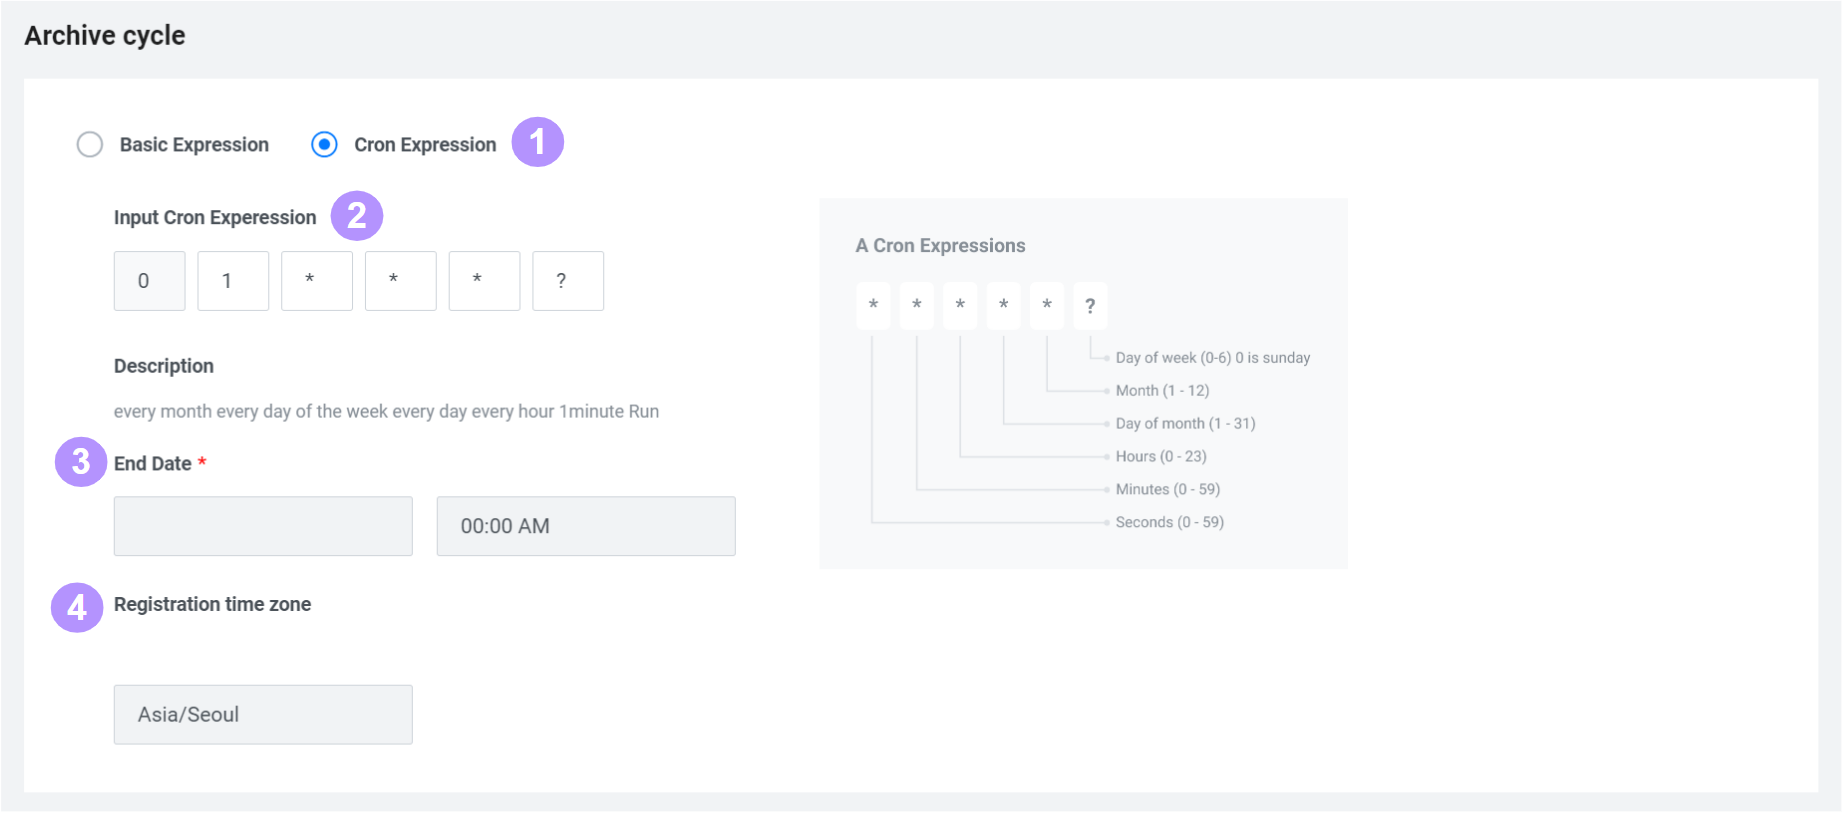 Archive cycle
Basic Expression
Cron Expression
1
Input Cron Experession
2
0 1 * * * ?
Description
every month every day of the week every day every hour 1minute Run
3
End Date *
00:00 AM
4
Registration time zone
Asia/Seoul
A Cron Expressions
* * * * * ?
Day of week (0-6) 0 is sunday
Month (1 - 12)
Day of month (1 - 31)
Hours (0 - 23)
Minutes (0 - 59)
Seconds (0 - 59)